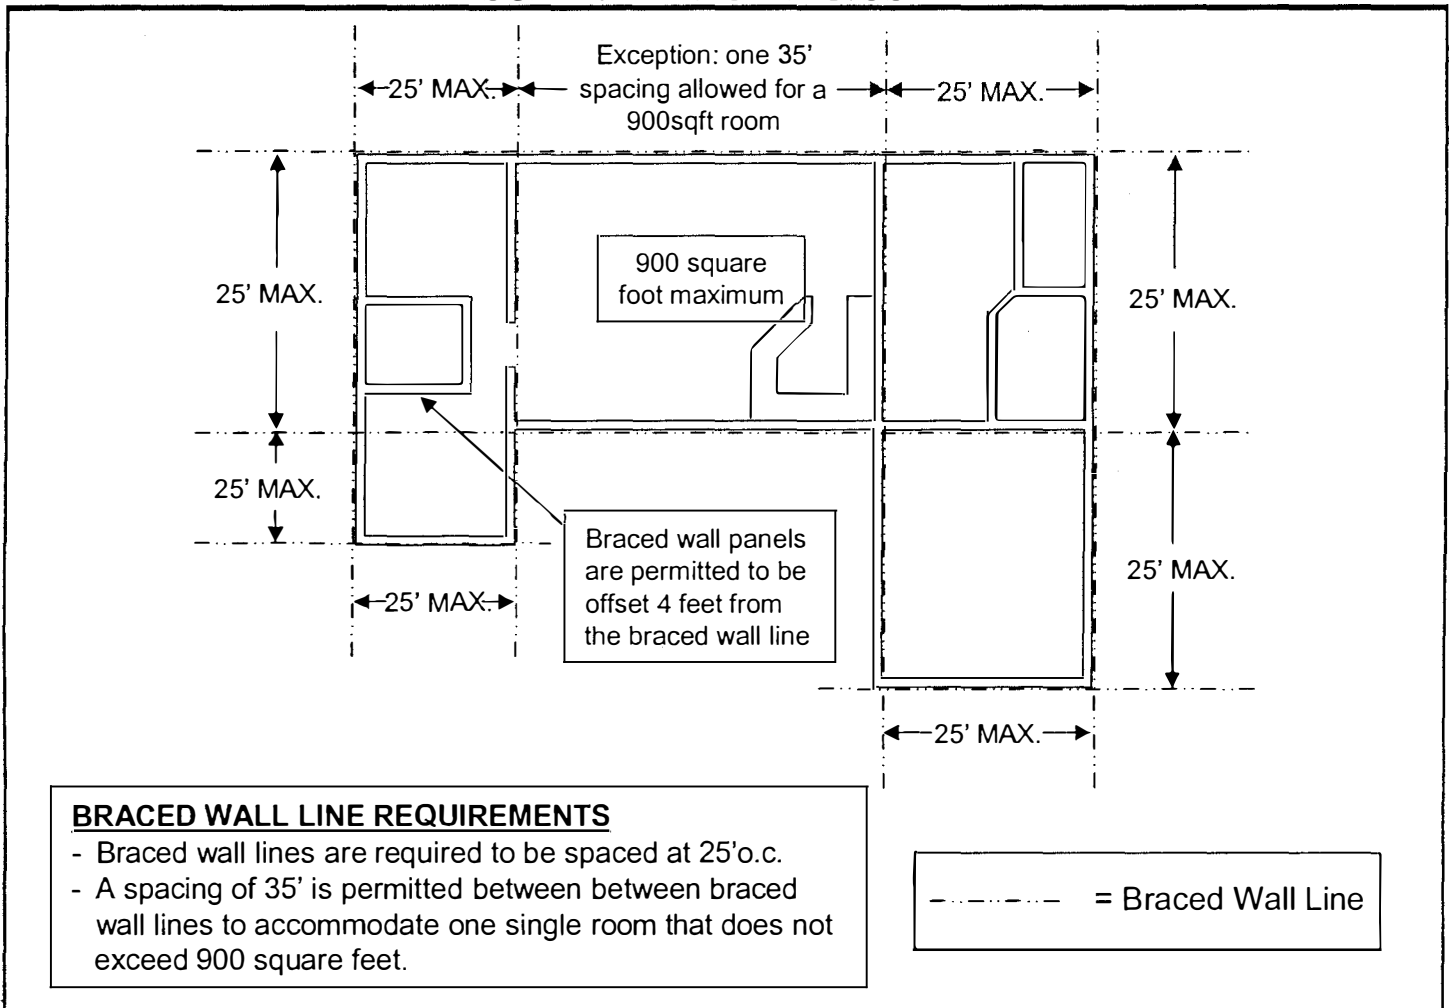 Exception: one 35'
25' MAX.
spacing allowed for a
25' MAX.
900sqft room
900 square
foot maximum
25' MAX.
25' MAX.
25' MAX.
Braced wall panels
are permitted to be
offset 4 feet from
the braced wall line
25' MAX.
25' MAX.
25' MAX.
BRACED WALL LINE REQUIREMENTS
- Braced wall lines are required to be spaced at 25'o.c.
- A spacing of 35' is permitted between between braced
wall lines to accommodate one single room that does not
exceed 900 square feet.
= Braced Wall Line